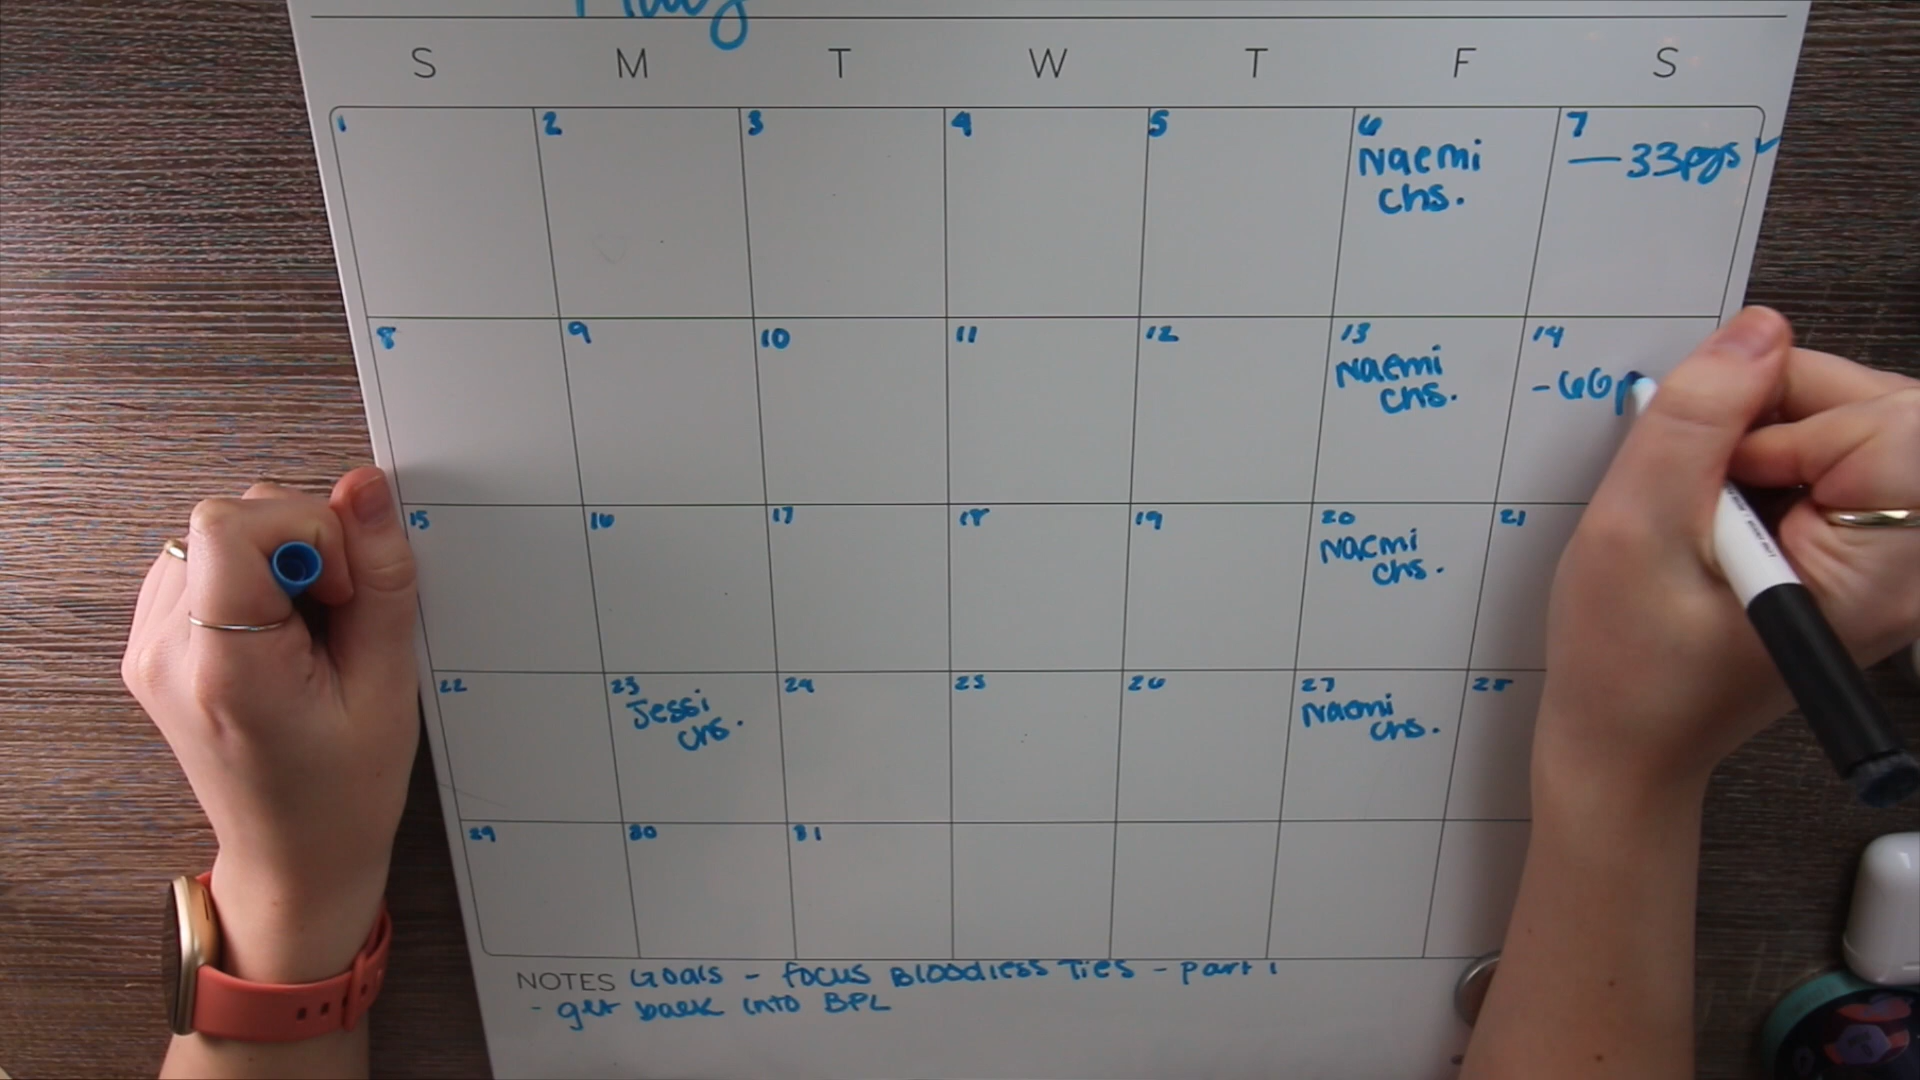 May
S M T W T F S
1 2 3 4 5 6 7
Naemi
chs.
— 33pgs ✓
8 9 10 11 12 13 14
Naemi
chs.
- 66p
15 16 17 18 19 20 21
Naemi
chs.
22 23 24 25 26 27 28
Jessi
chs.
Naomi
chs.
29 30 31
NOTES Goals - focus Bloodless Ties - part 1
- get back into BPL